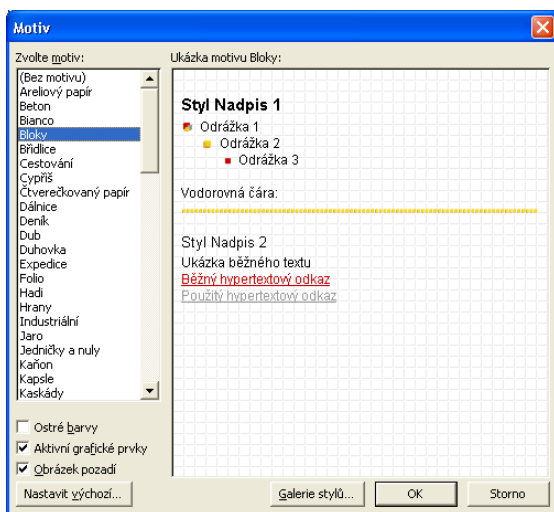 Motiv
Zvolte motiv:
(Bez motivu)
Areliový papír
Beton
Bianco
Bloky
Břidlice
Cestování
Cypřiš
Čtverečkovaný papír
Dálnice
Deník
Dub
Duhovka
Expedice
Folio
Hadi
Hrany
Industriální
Jaro
Jedničky a nuly
Kaňon
Kapsle
Kaskády
Ostré barvy
Aktivní grafické prvky
Obrázek pozadí
Ukázka motivu Bloky:
Styl Nadpis 1
Odrážka 1
Odrážka 2
Odrážka 3
Vodorovná čára:
Styl Nadpis 2
Ukázka běžného textu
Běžný hypertextový odkaz
Použitý hypertextový odkaz
Nastavit výchozí... Galerie stylů... OK Storno